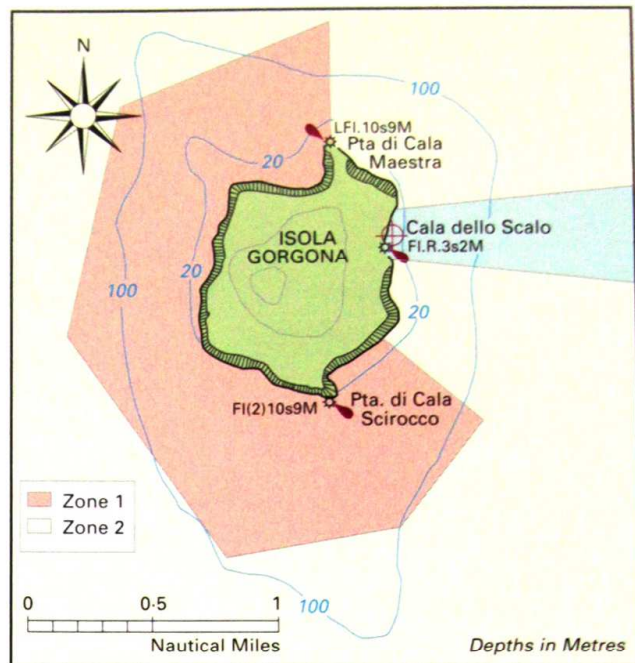 N
100
LFl.10s9M
Pta di Cala
Maestra
20
Cala dello Scalo
Fl.R.3s2M
ISOLA
GORGONA
20
100
20
Fl(2)10s9M
Pta. di Cala
Scirocco
Zone 1
Zone 2
0 0·5 1
Nautical Miles
100
Depths in Metres